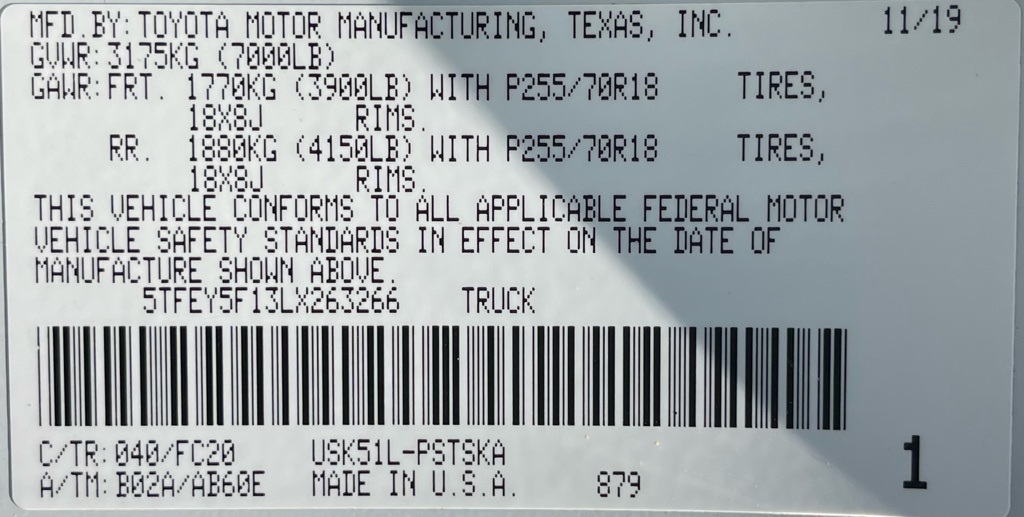 MFD.BY: TOYOTA MOTOR MANUFACTURING, TEXAS, INC. 11/19
GVWR: 3175KG (7000LB)
GAWR: FRT. 1770KG (3900LB) WITH P255/70R18 TIRES,
18X8J RIMS.
RR. 1880KG (4150LB) WITH P255/70R18 TIRES,
18X8J RIMS.
THIS VEHICLE CONFORMS TO ALL APPLICABLE FEDERAL MOTOR
VEHICLE SAFETY STANDARDS IN EFFECT ON THE DATE OF
MANUFACTURE SHOWN ABOVE.
5TFEY5F13LX263266 TRUCK
C/TR: 040/FC20 USK51L-PSTSKA
A/TM: B02A/AB60E MADE IN U.S.A. 879 1